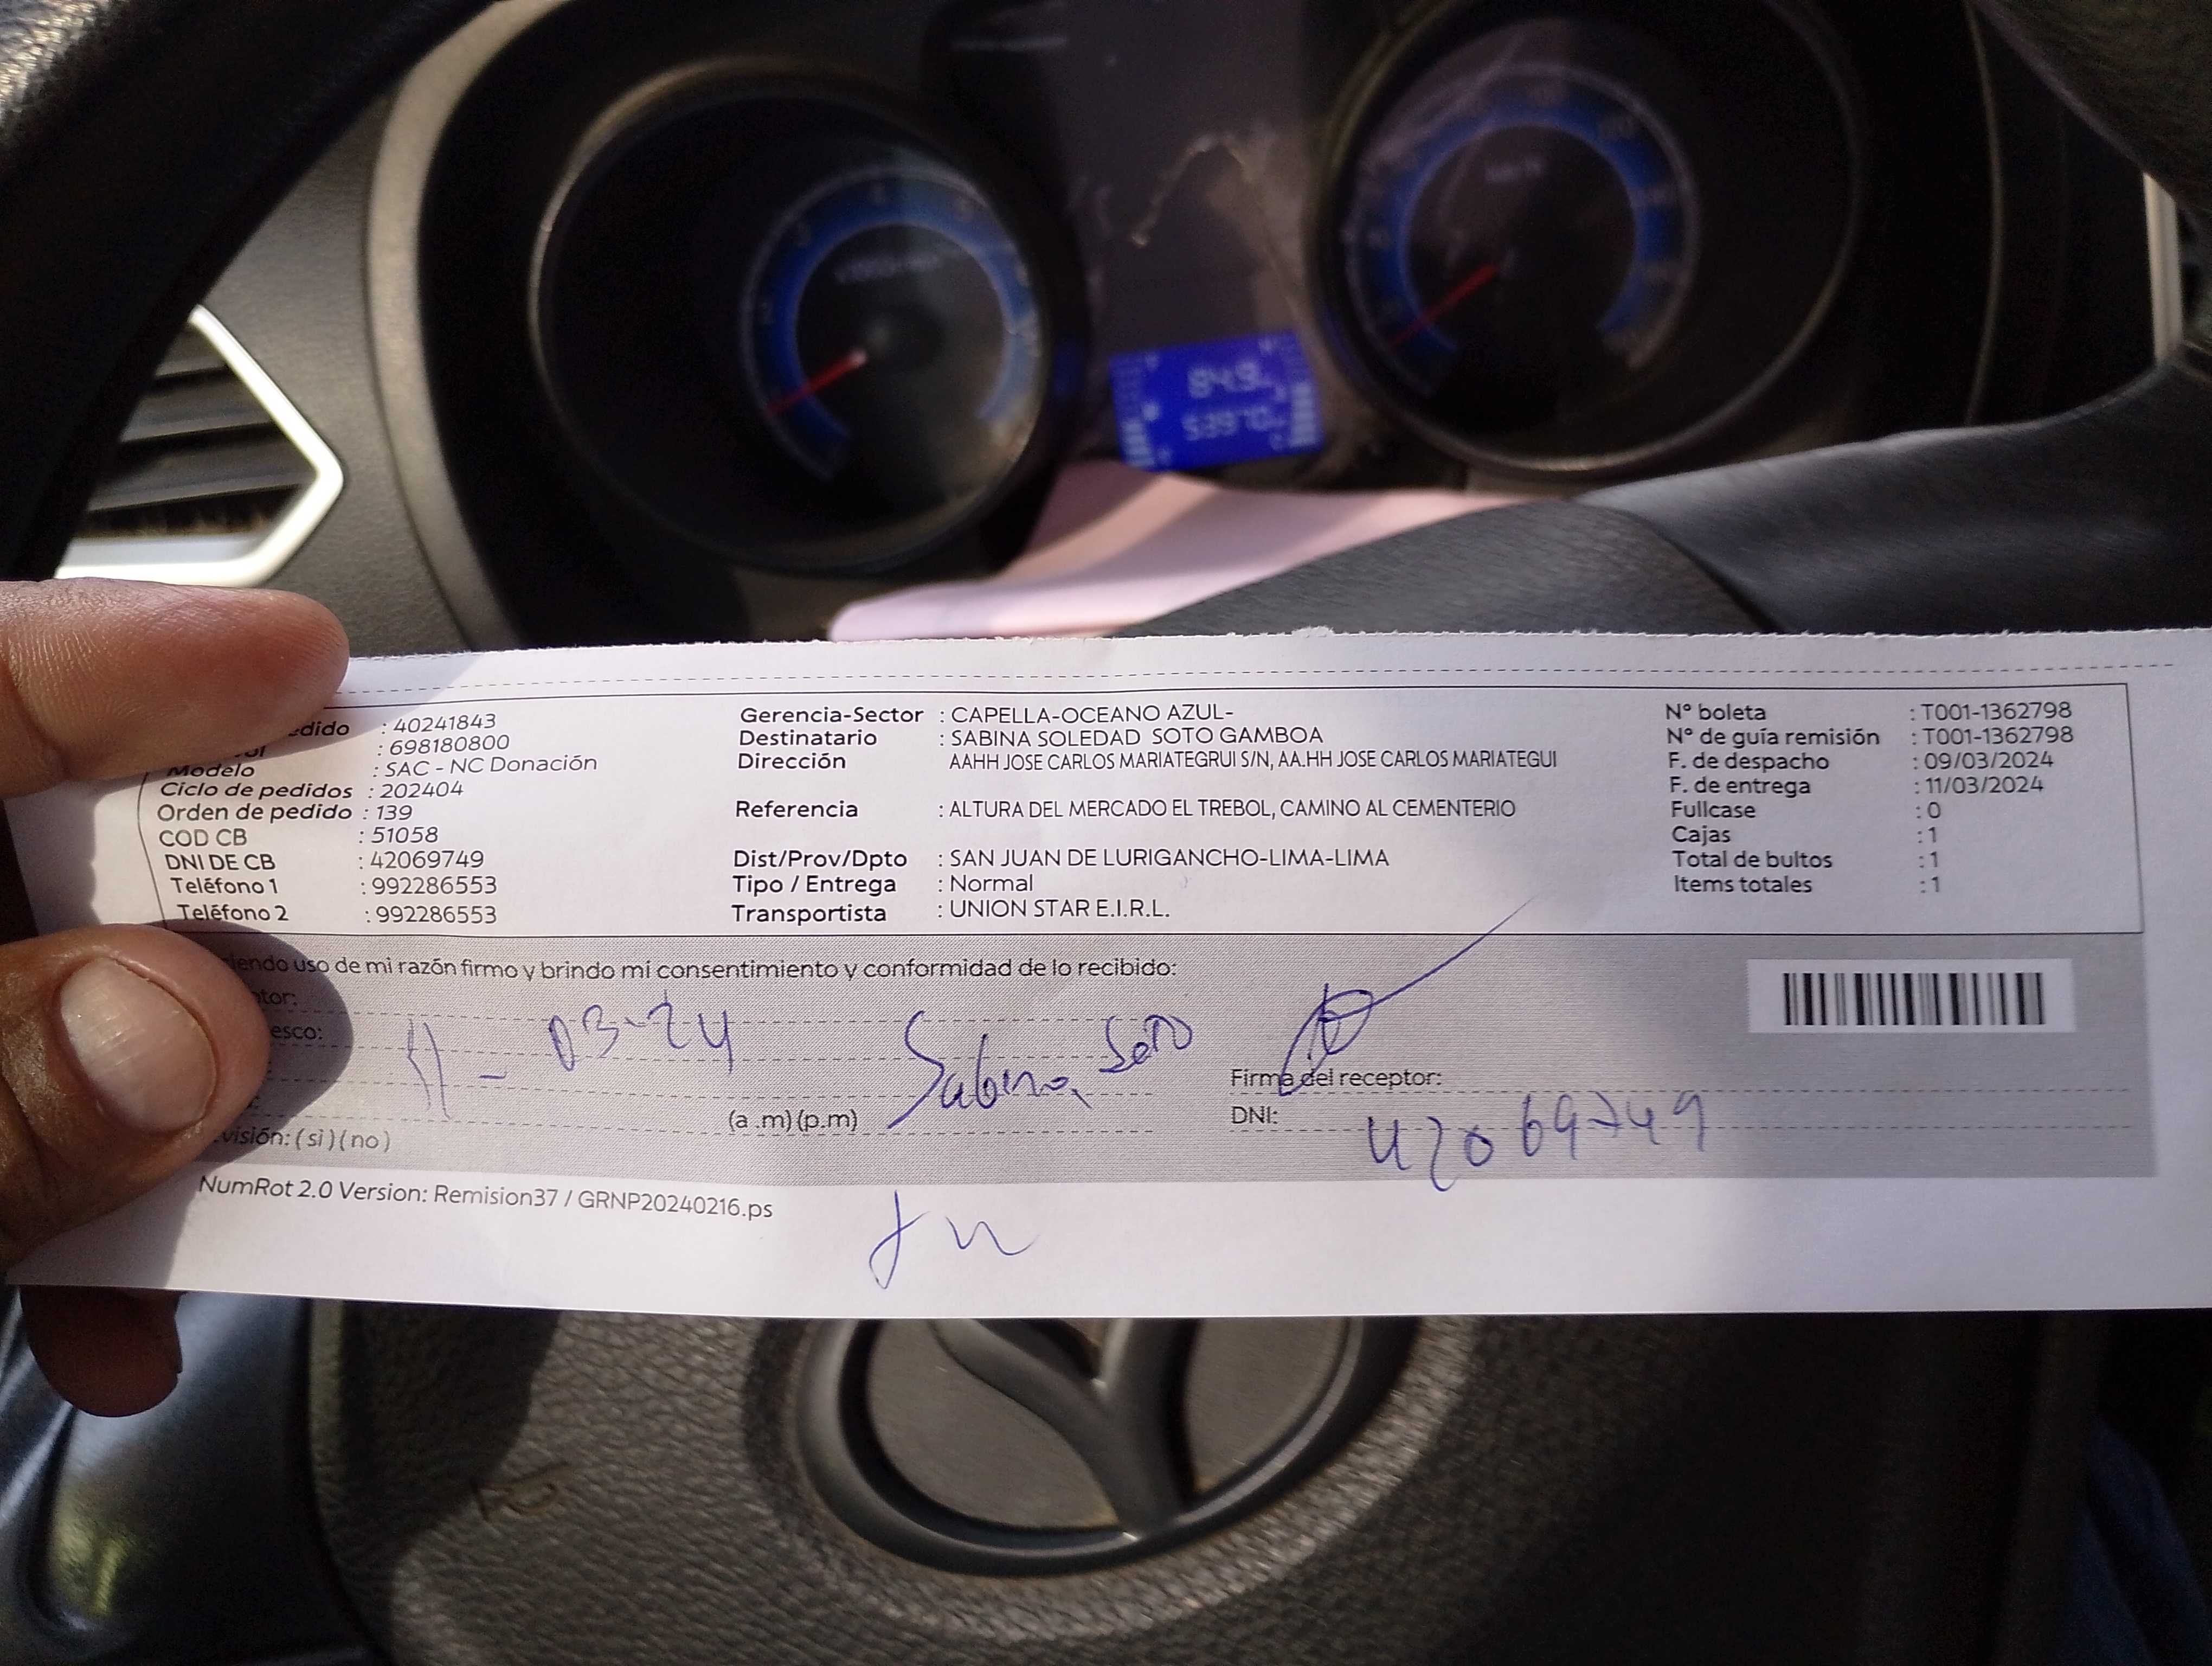 edido : 40241843
: 698180800
Modelo : SAC - NC Donación
Ciclo de pedidos : 202404
Orden de pedido : 139
COD CB : 51058
DNI DE CB : 42069749
Teléfono 1 : 992286553
Teléfono 2 : 992286553
Gerencia-Sector : CAPELLA-OCEANO AZUL-
Destinatario : SABINA SOLEDAD SOTO GAMBOA
Dirección AAHH JOSE CARLOS MARIATEGRUI S/N, AA.HH JOSE CARLOS MARIATEGUI
Referencia : ALTURA DEL MERCADO EL TREBOL, CAMINO AL CEMENTERIO
Dist/Prov/Dpto : SAN JUAN DE LURIGANCHO-LIMA-LIMA
Tipo / Entrega : Normal
Transportista : UNION STAR E.I.R.L.
N° boleta : T001-1362798
N° de guía remisión : T001-1362798
F. de despacho : 09/03/2024
F. de entrega : 11/03/2024
Fullcase : 0
Cajas : 1
Total de bultos : 1
Items totales : 1
iendo uso de mi razón firmo y brindo mi consentimiento y conformidad de lo recibido:
tor:
esco:
11-03-24
Sabina Soto
Firma del receptor:
(a .m)(p.m)
DNI: 42069749
visión: (si)(no)
NumRot 2.0 Version: Remision37 / GRNP20240216.ps
84.9